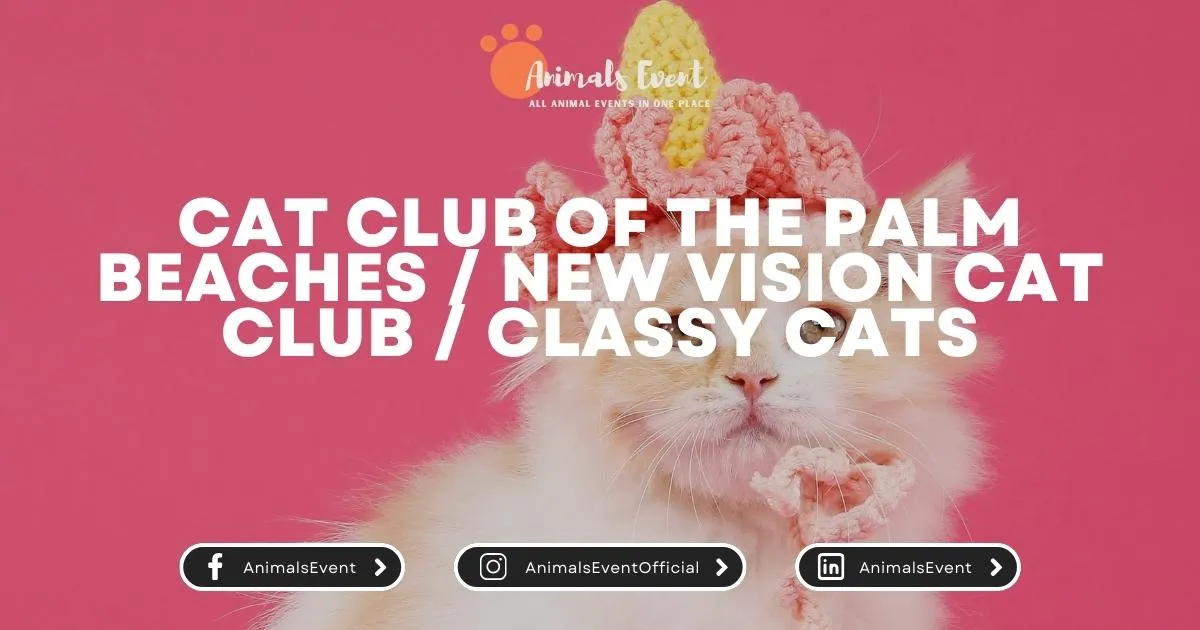 Animals Event
ALL ANIMAL EVENTS IN ONE PLACE
CAT CLUB OF THE PALM
BEACHES / NEW VISION CAT
CLUB / CLASSY CATS
AnimalsEvent
AnimalsEventOfficial
AnimalsEvent